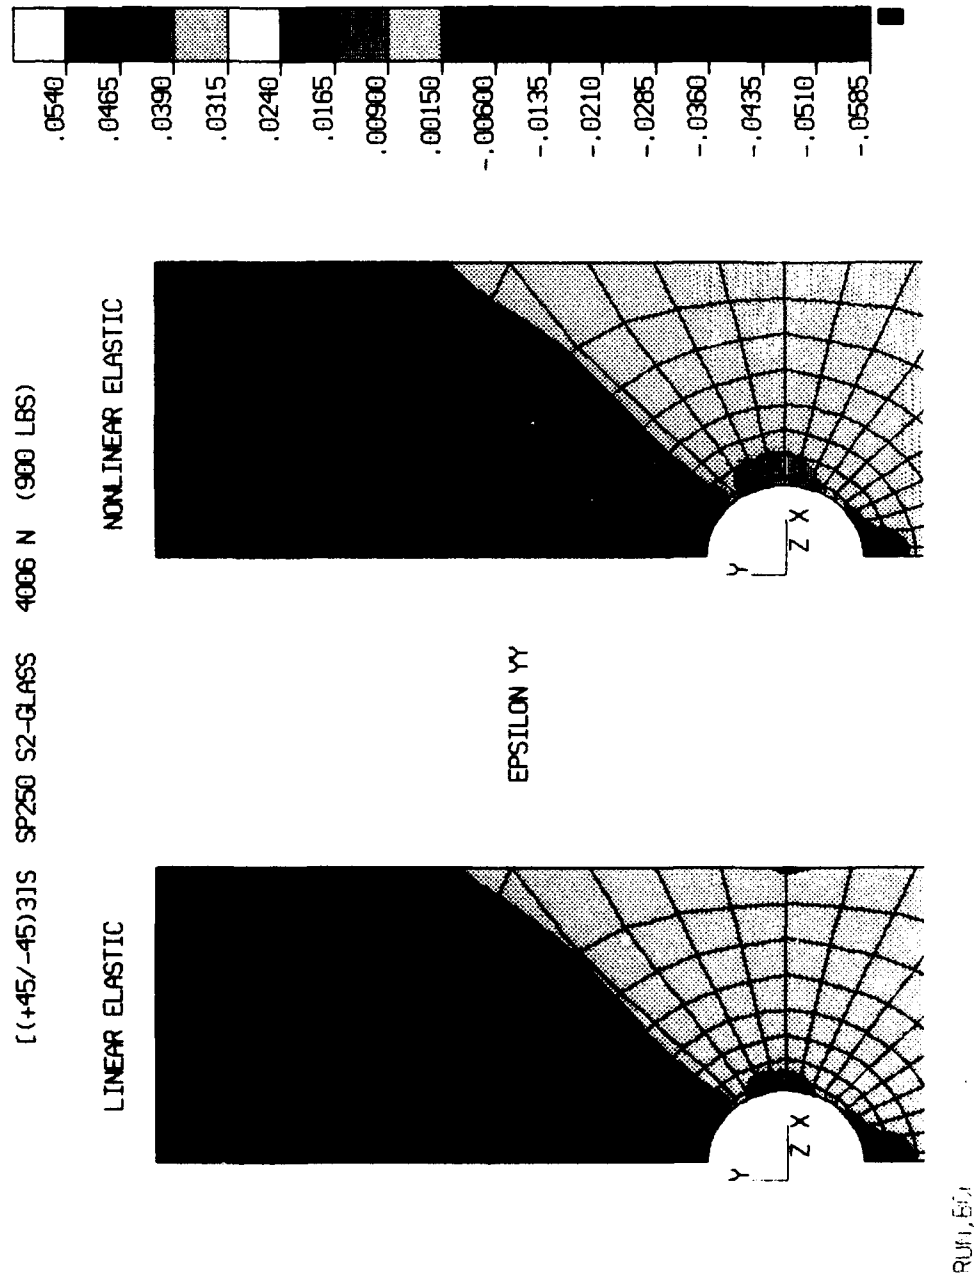 [(+45/-45)3]S SP250 S2-GLASS 4006 N (900 LBS)
LINEAR ELASTIC
NONLINEAR ELASTIC
EPSILON YY
Y
Z X
Y
Z X
.0540
.0465
.0390
.0315
.0240
.0165
.00900
.00150
-.00600
-.0135
-.0210
-.0285
-.0360
-.0435
-.0510
-.0585